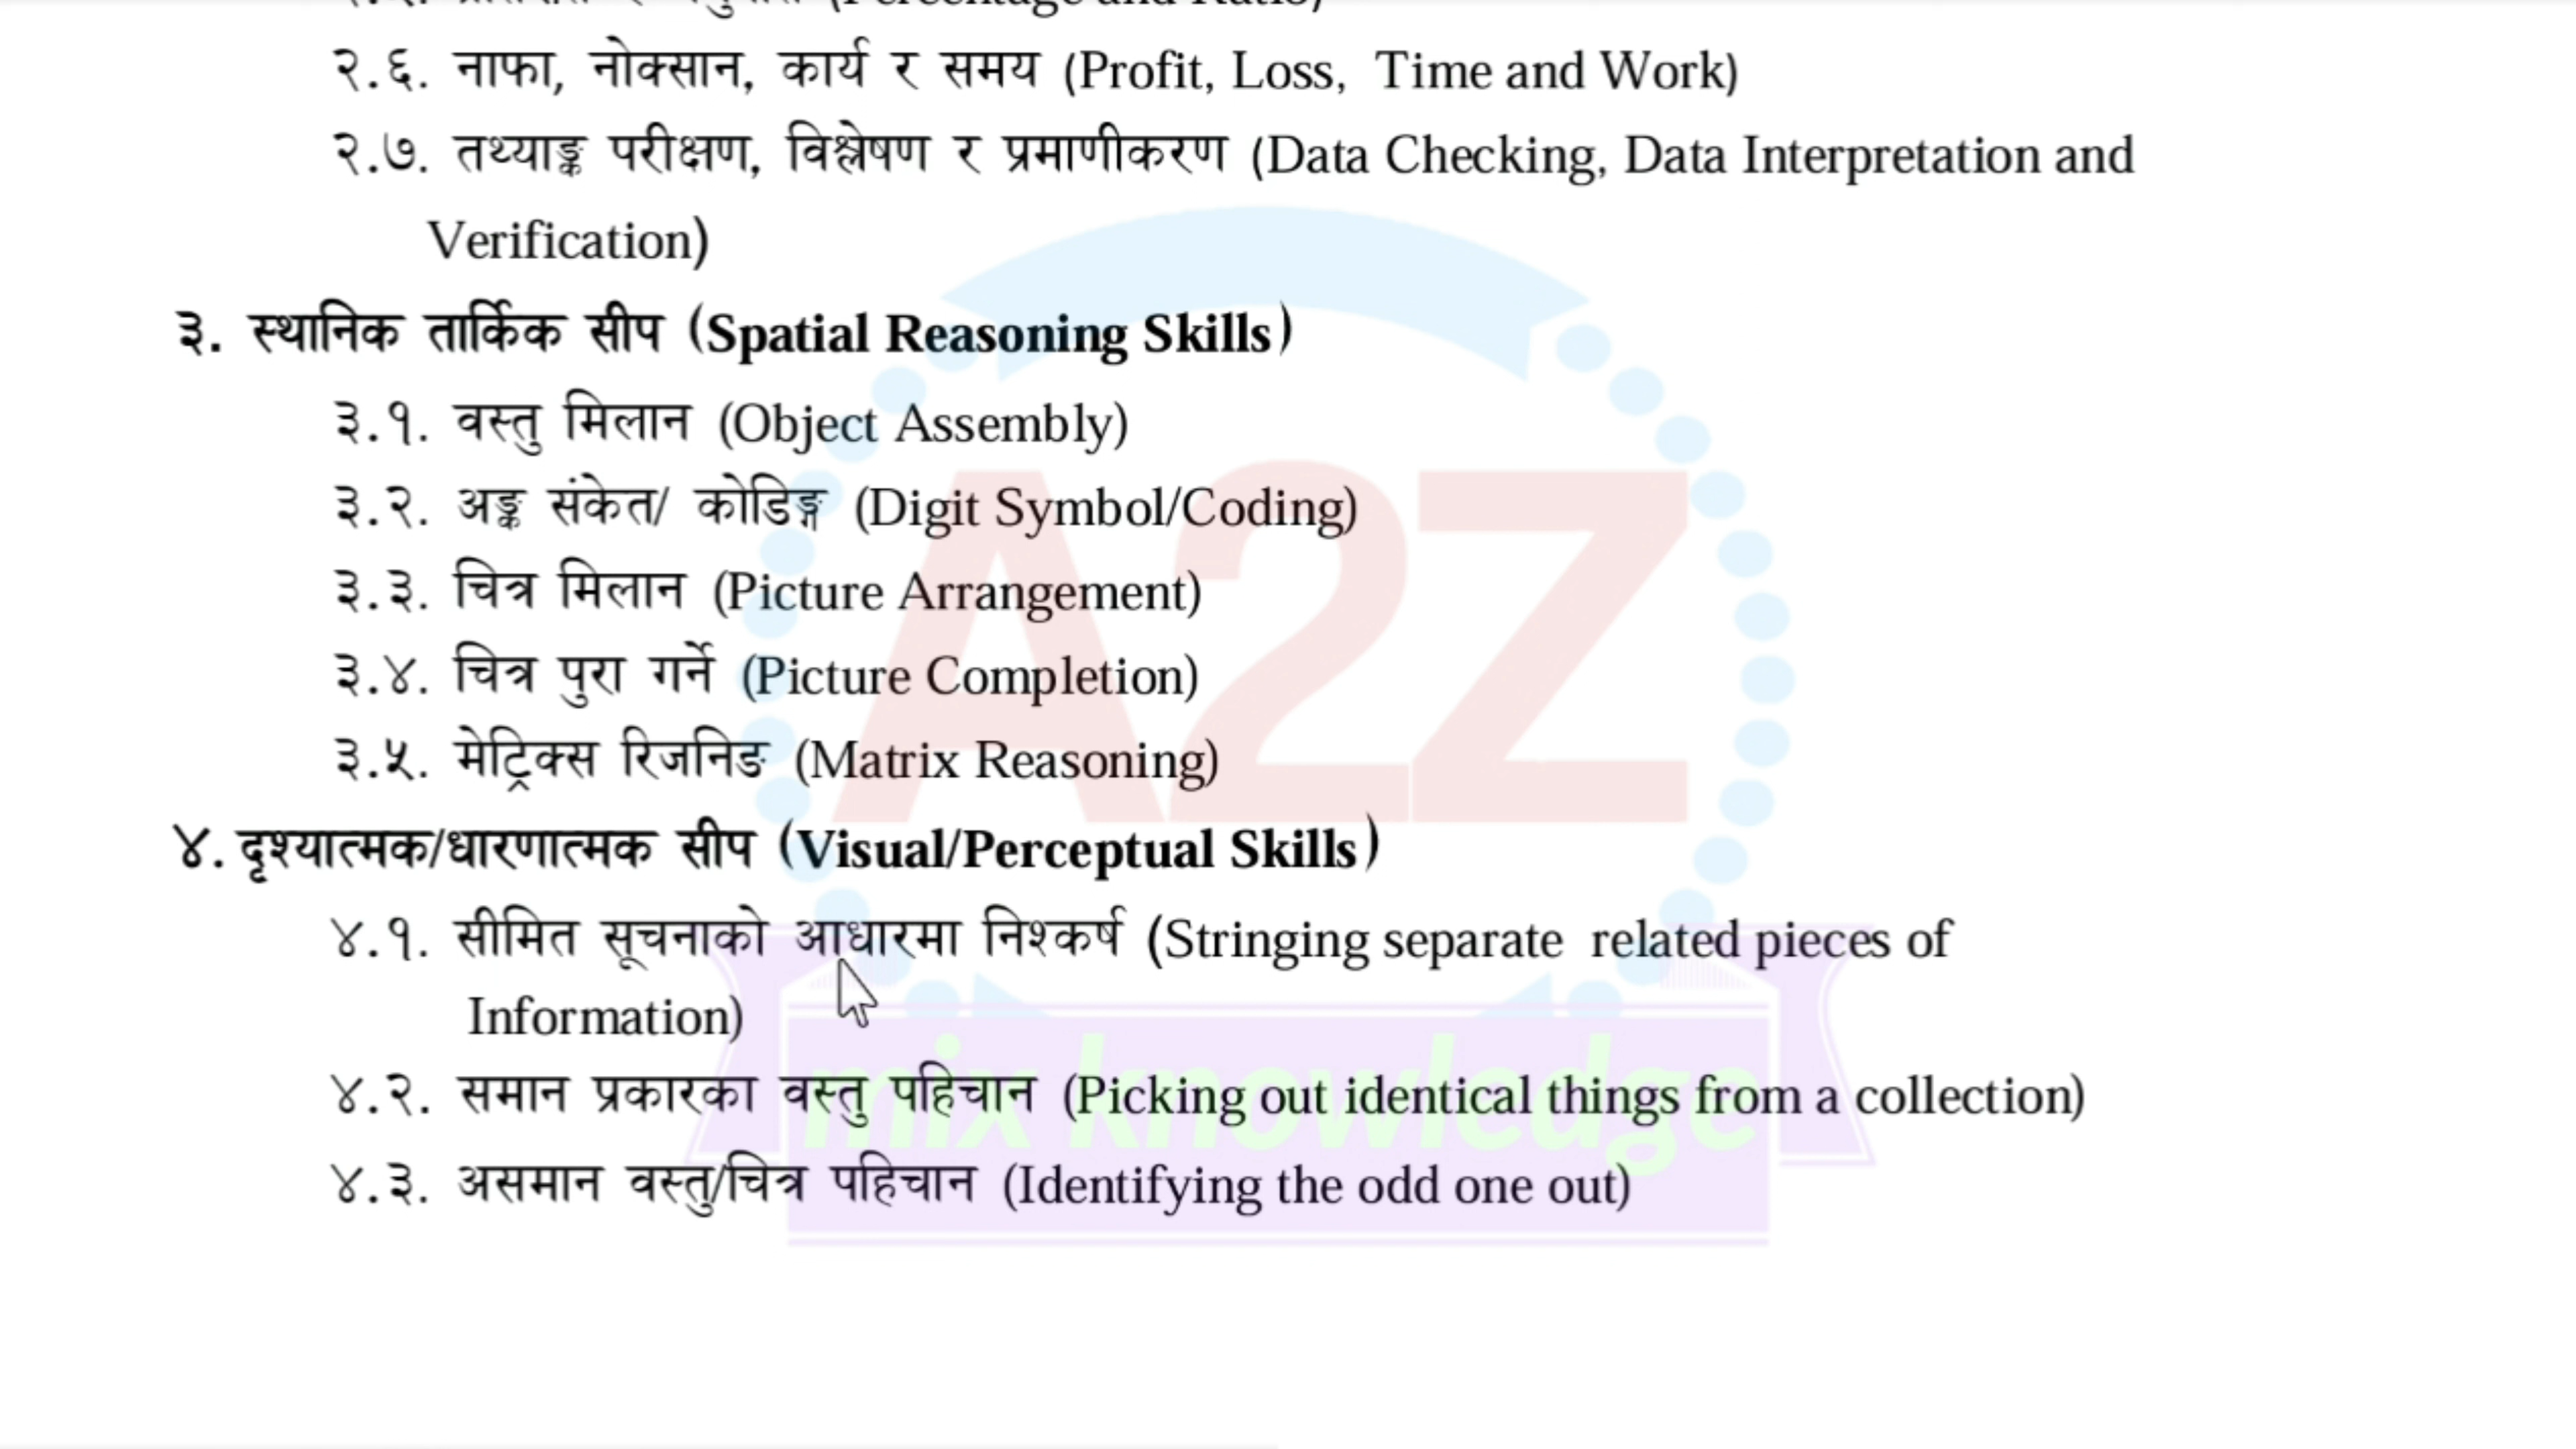 (Percentage and Ratio)
२.६. नाफा, नोक्सान, कार्य र समय (Profit, Loss, Time and Work)
२.७. तथ्याङ्क परीक्षण, विश्लेषण र प्रमाणीकरण (Data Checking, Data Interpretation and
Verification)
३. स्थानिक तार्किक सीप (Spatial Reasoning Skills)
३.१. वस्तु मिलान (Object Assembly)
३.२. अङ्क संकेत/ कोडिङ्ग (Digit Symbol/Coding)
३.३. चित्र मिलान (Picture Arrangement)
३.४. चित्र पुरा गर्ने (Picture Completion)
३.५. मेट्रिक्स रिजनिङ (Matrix Reasoning)
४. दृश्यात्मक/धारणात्मक सीप (Visual/Perceptual Skills)
४.१. सीमित सूचनाको आधारमा निश्कर्ष (Stringing separate related pieces of
Information)
४.२. समान प्रकारका वस्तु पहिचान (Picking out identical things from a collection)
४.३. असमान वस्तु/चित्र पहिचान (Identifying the odd one out)
A2Z
mix knowledge